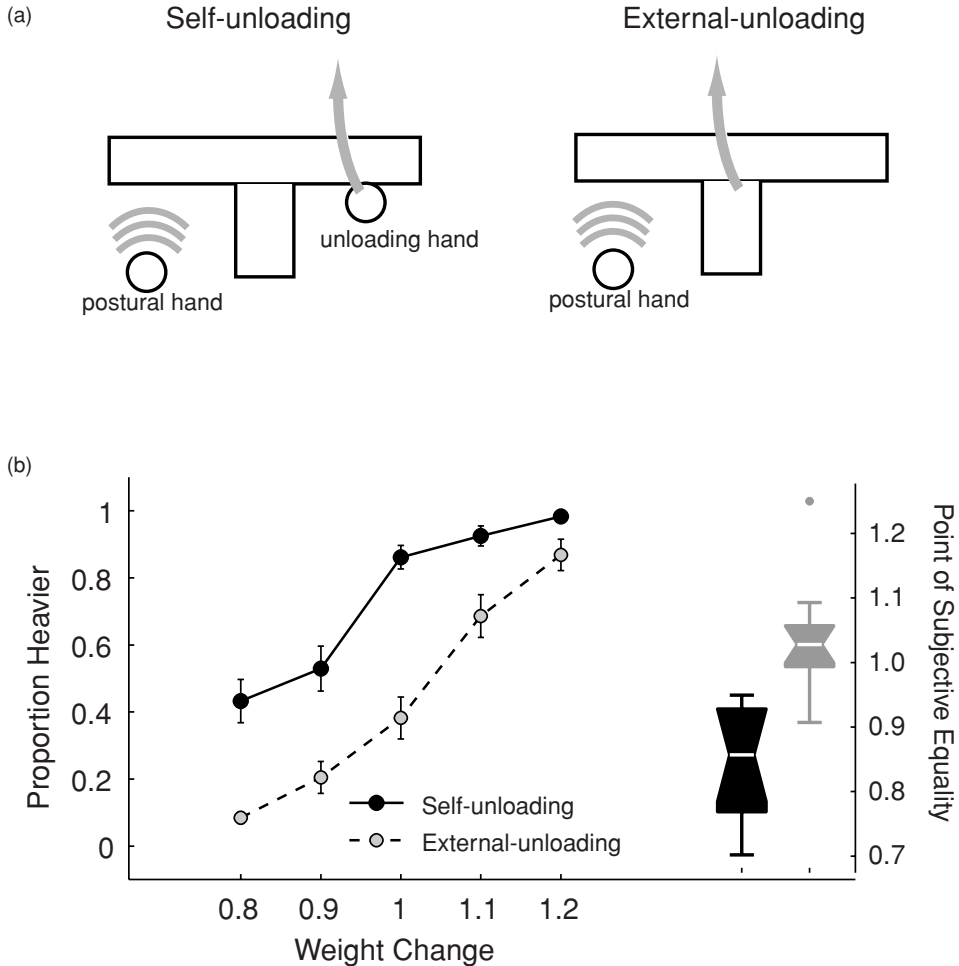 (a)
Self-unloading
External-unloading
unloading hand
postural hand
postural hand
(b)
Proportion Heavier
1
0.8
0.6
0.4
0.2
0
Self-unloading
External-unloading
0.8 0.9 1 1.1 1.2
Weight Change
1.2
1.1
1.0
0.9
0.8
0.7
Point of Subjective Equality